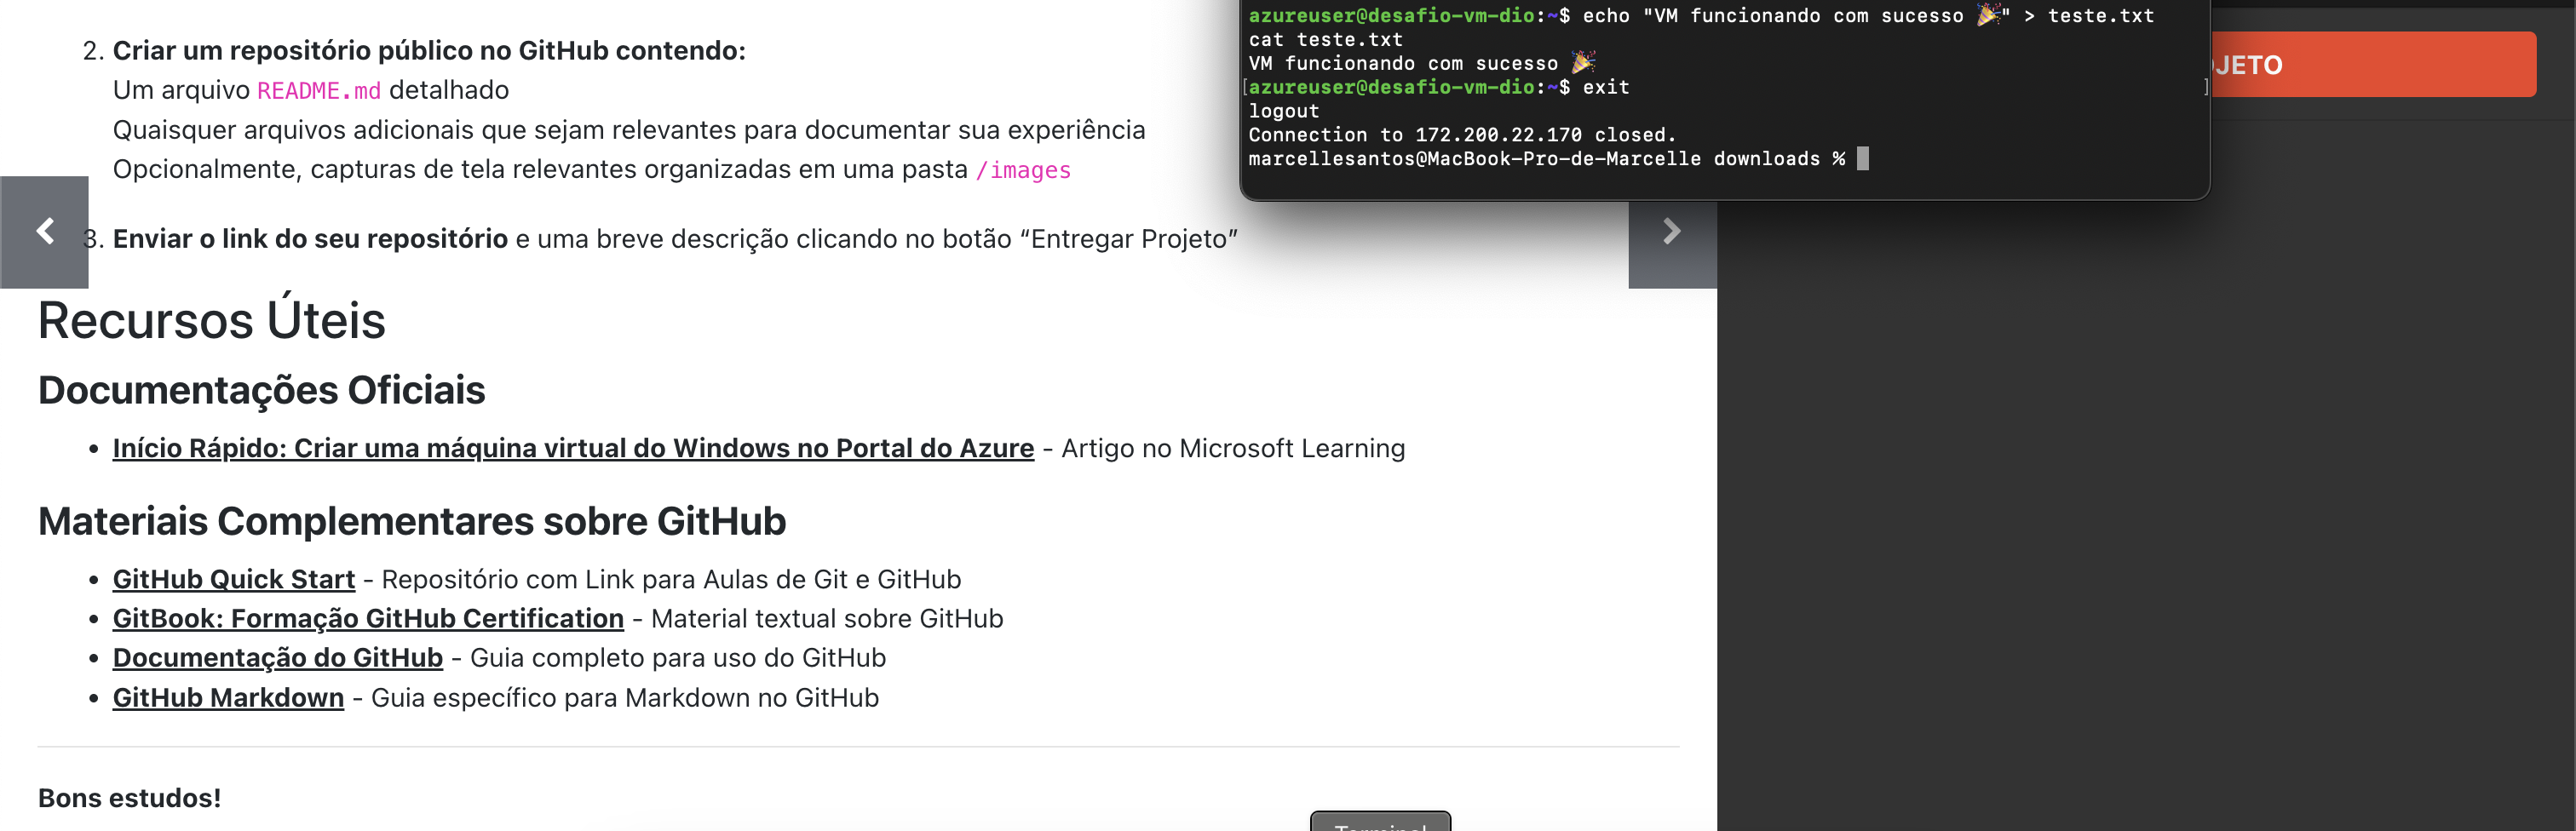 2. Criar um repositório público no GitHub contendo:
Um arquivo README.md detalhado
Quaisquer arquivos adicionais que sejam relevantes para documentar sua experiência
Opcionalmente, capturas de tela relevantes organizadas em uma pasta /images
3. Enviar o link do seu repositório e uma breve descrição clicando no botão “Entregar Projeto”
Recursos Úteis
Documentações Oficiais
• Início Rápido: Criar uma máquina virtual do Windows no Portal do Azure - Artigo no Microsoft Learning
Materiais Complementares sobre GitHub
• GitHub Quick Start - Repositório com Link para Aulas de Git e GitHub
• GitBook: Formação GitHub Certification - Material textual sobre GitHub
• Documentação do GitHub - Guia completo para uso do GitHub
• GitHub Markdown - Guia específico para Markdown no GitHub
Bons estudos!
azureuser@desafio-vm-dio:~$ echo "VM funcionando com sucesso 🎉" > teste.txt
cat teste.txt
VM funcionando com sucesso 🎉
[azureuser@desafio-vm-dio:~$ exit ]
logout
Connection to 172.200.22.170 closed.
marcellesantos@MacBook-Pro-de-Marcelle downloads %
JETO